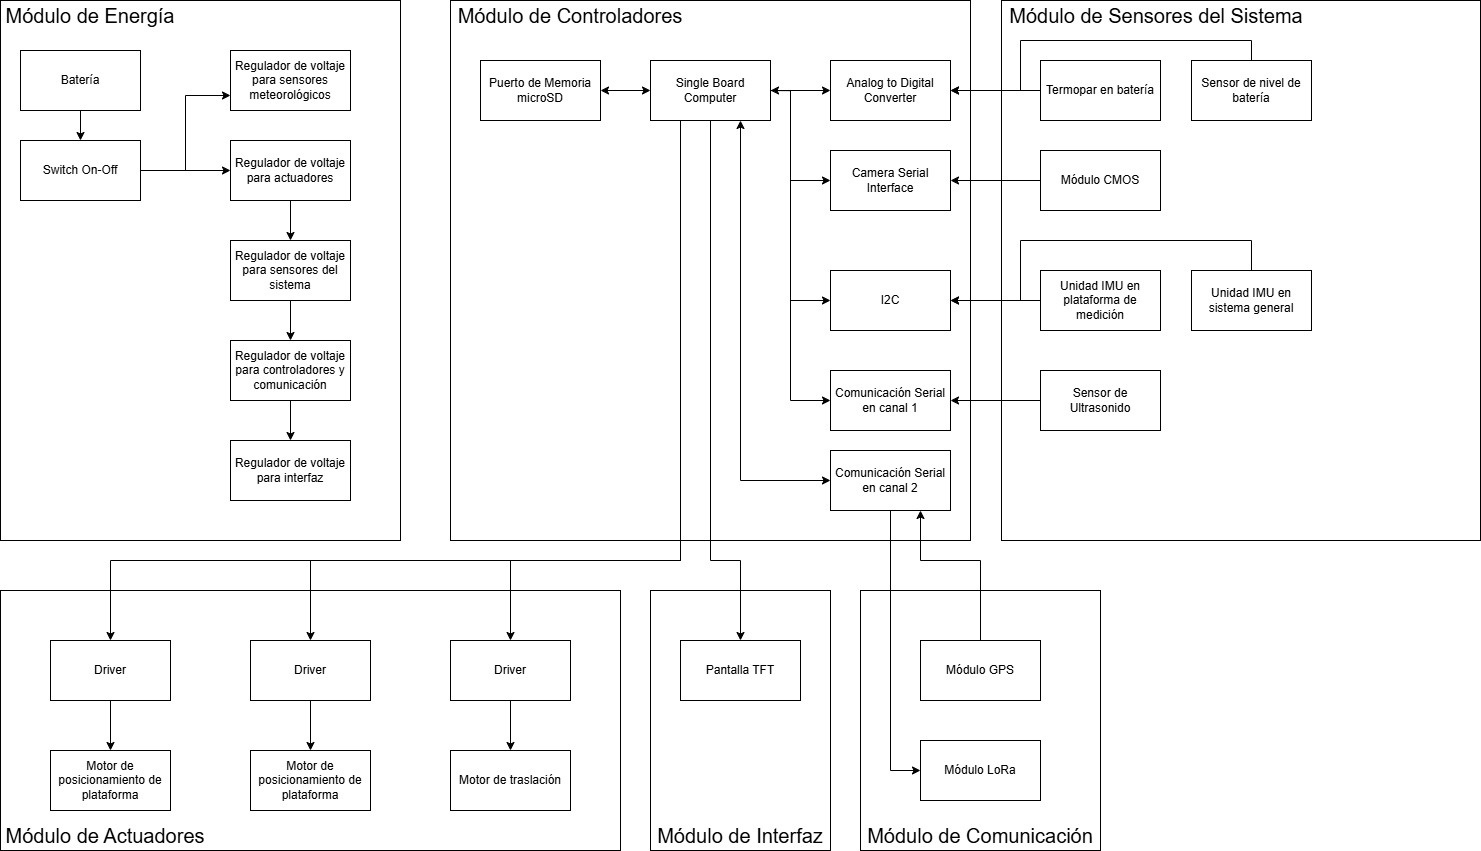 Módulo de Energía
Batería
Switch On-Off
Regulador de voltaje
para sensores
meteorológicos
Regulador de voltaje
para actuadores
Regulador de voltaje
para sensores del
sistema
Regulador de voltaje
para controladores y
comunicación
Regulador de voltaje
para interfaz
Módulo de Controladores
Puerto de Memoria
microSD
Single Board
Computer
Analog to Digital
Converter
Camera Serial
Interface
I2C
Comunicación Serial
en canal 1
Comunicación Serial
en canal 2
Módulo de Sensores del Sistema
Termopar en batería
Sensor de nivel de
batería
Módulo CMOS
Unidad IMU en
plataforma de
medición
Unidad IMU en
sistema general
Sensor de
Ultrasonido
Driver
Driver
Driver
Motor de
posicionamiento de
plataforma
Motor de
posicionamiento de
plataforma
Motor de traslación
Módulo de Actuadores
Pantalla TFT
Módulo de Interfaz
Módulo GPS
Módulo LoRa
Módulo de Comunicación